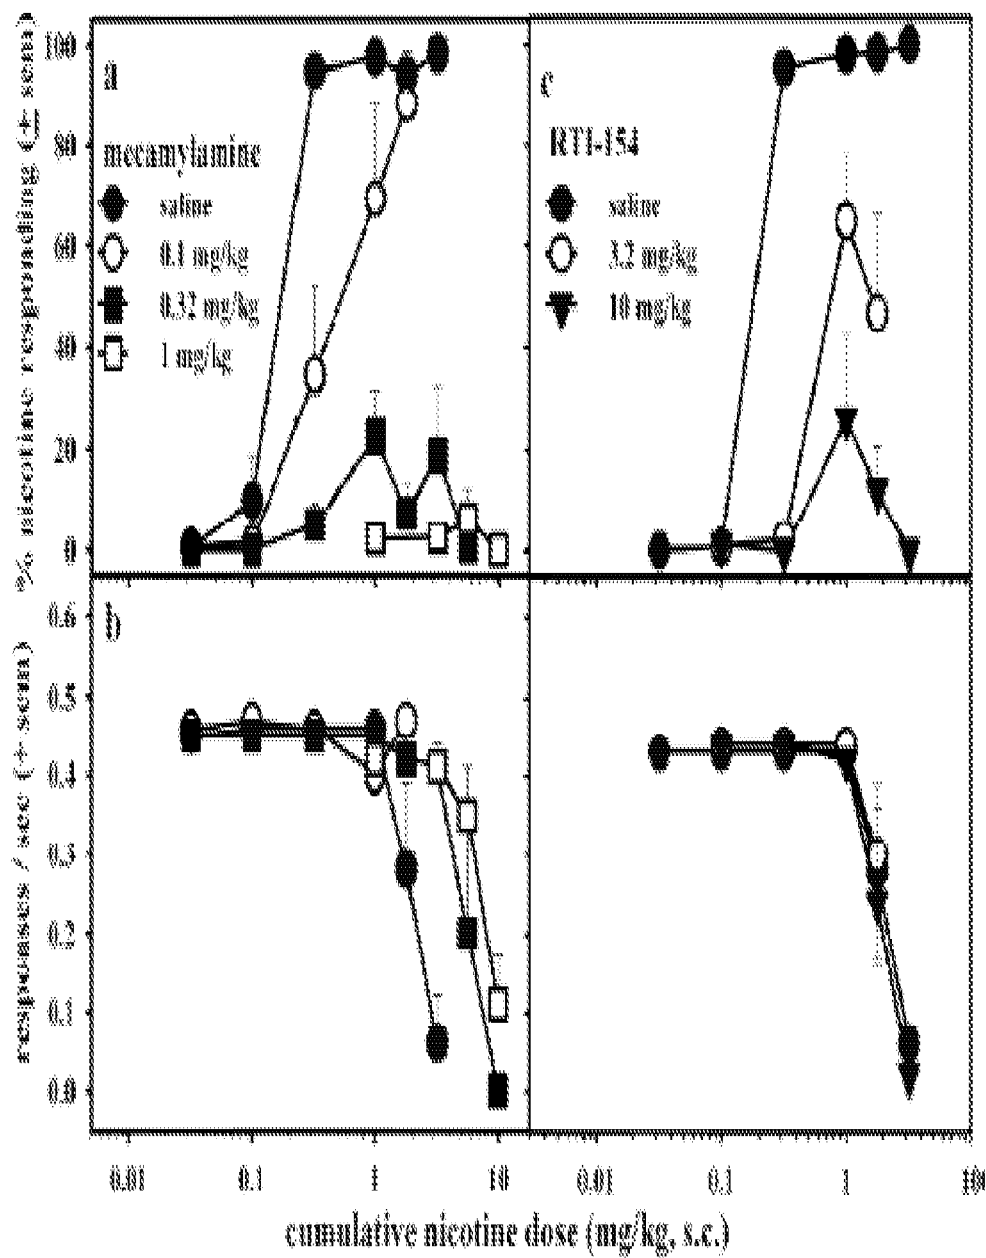 % nicotine responding (+ sem)
100
80
60
40
20
0
a
mecamylamine
saline
0.1 mg/kg
0.32 mg/kg
1 mg/kg
c
RTI-154
saline
3.2 mg/kg
10 mg/kg
responses / sec (+ sem)
0.6
0.5
0.4
0.3
0.2
0.1
0.0
b
0.01 0.1 1 10 0.01 0.1 1
cumulative nicotine dose (mg/kg, s.c.)